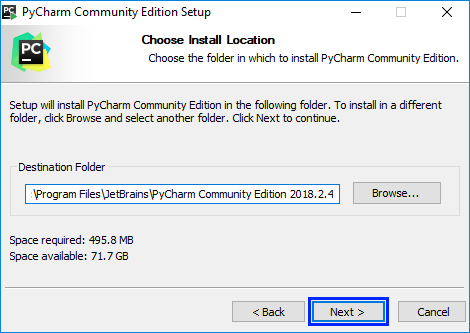 PC PyCharm Community Edition Setup
PC
Choose Install Location
Choose the folder in which to install PyCharm Community Edition.
Setup will install PyCharm Community Edition in the following folder. To install in a different
folder, click Browse and select another folder. Click Next to continue.
Destination Folder
:\Program Files\JetBrains\PyCharm Community Edition 2018.2.4
Browse...
Space required: 495.8 MB
Space available: 71.7 GB
< Back
Next >
Cancel